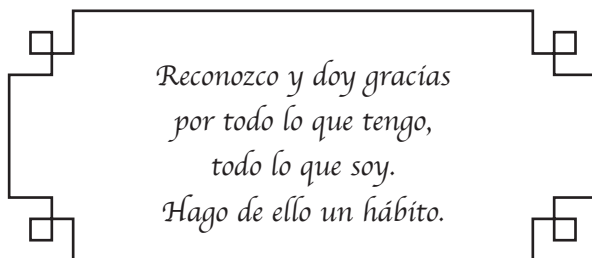 Reconozco y doy gracias
por todo lo que tengo,
todo lo que soy.
Hago de ello un hábito.